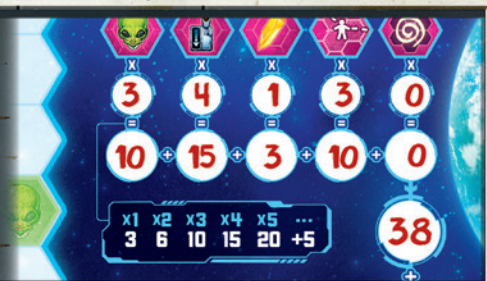 x x x x x
3 4 1 3 0
= = = = =
10 + 15 + 3 + 10 + 0
x1 x2 x3 x4 x5 ...
3 6 10 15 20 +5
38
+